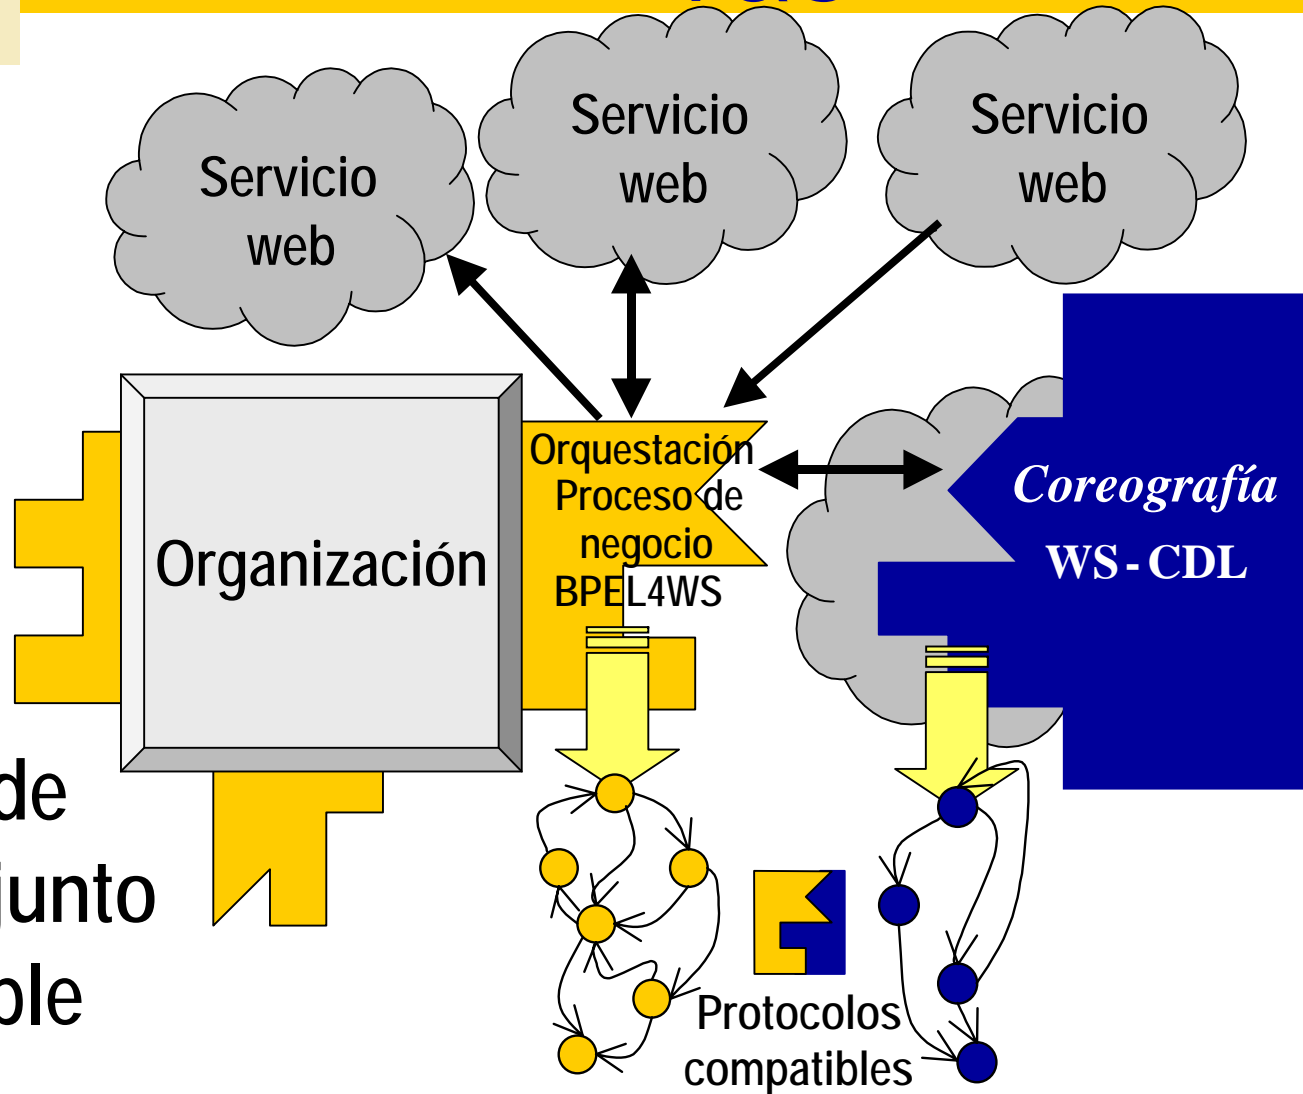 Servicio
web
Servicio
web
Servicio
web
Organización
Orquestación
Proceso de
negocio
BPEL4WS
Coreografía
WS-CDL
de
junto
ble
Protocolos
compatibles